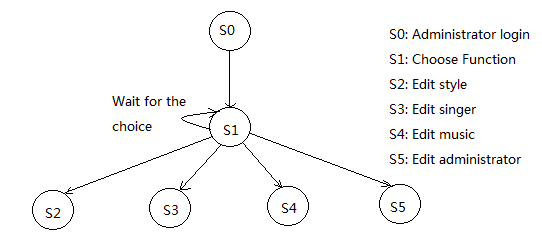 S0
S0: Administrator login
S1: Choose Function
S2: Edit style
Wait for the
choice
S1
S3: Edit singer
S4: Edit music
S5: Edit administrator
S2
S3
S4
S5